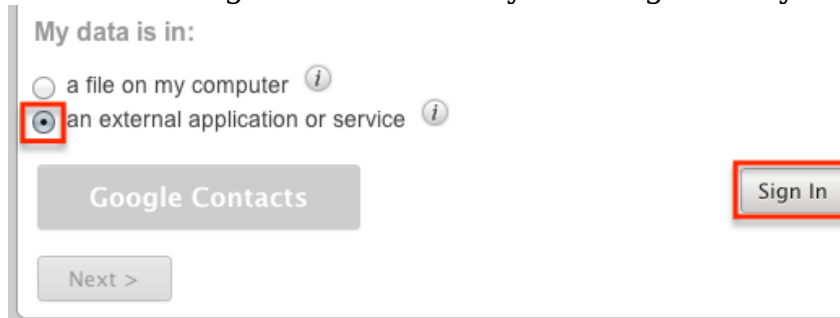 My data is in:
a file on my computer i
an external application or service i
Google Contacts
Sign In
Next >